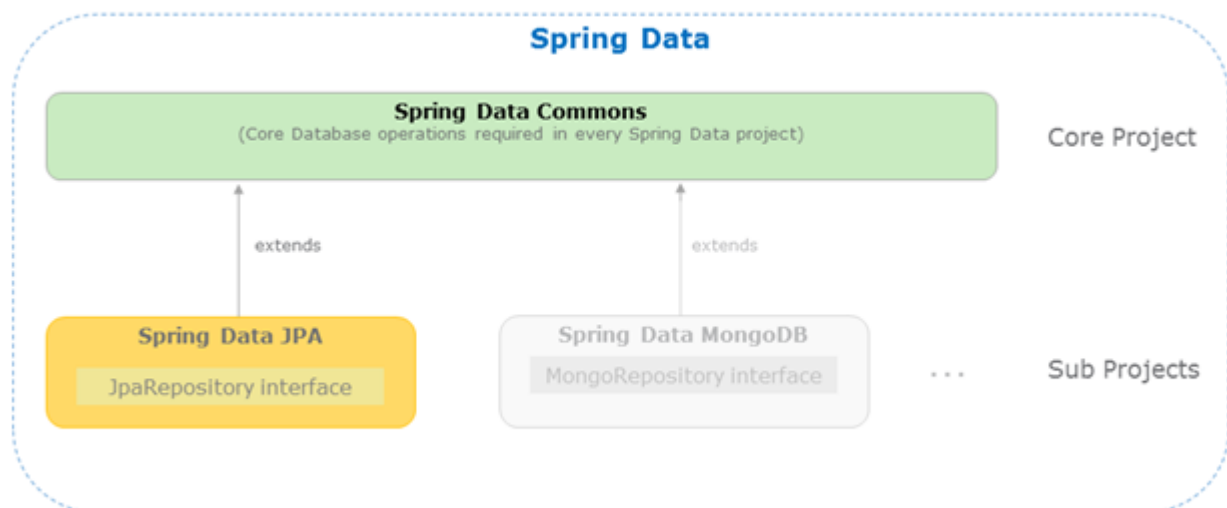 Spring Data
Spring Data Commons
(Core Database operations required in every Spring Data project)
Core Project
extends
extends
Spring Data JPA
JpaRepository interface
Spring Data MongoDB
MongoRepository interface
...
Sub Projects